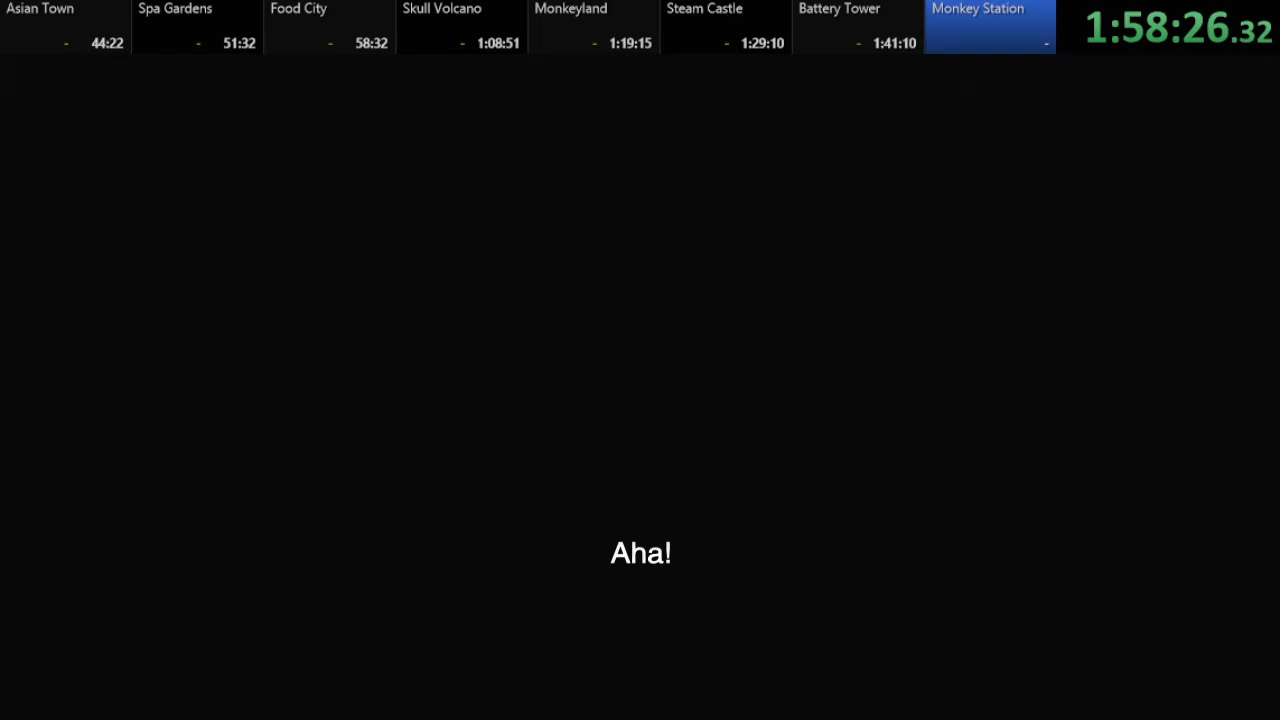 Asian Town
- 44:22
Spa Gardens
- 51:32
Food City
- 58:32
Skull Volcano
- 1:08:51
Monkeyland
- 1:19:15
Steam Castle
- 1:29:10
Battery Tower
- 1:41:10
Monkey Station
-
1:58:26.32
Aha!